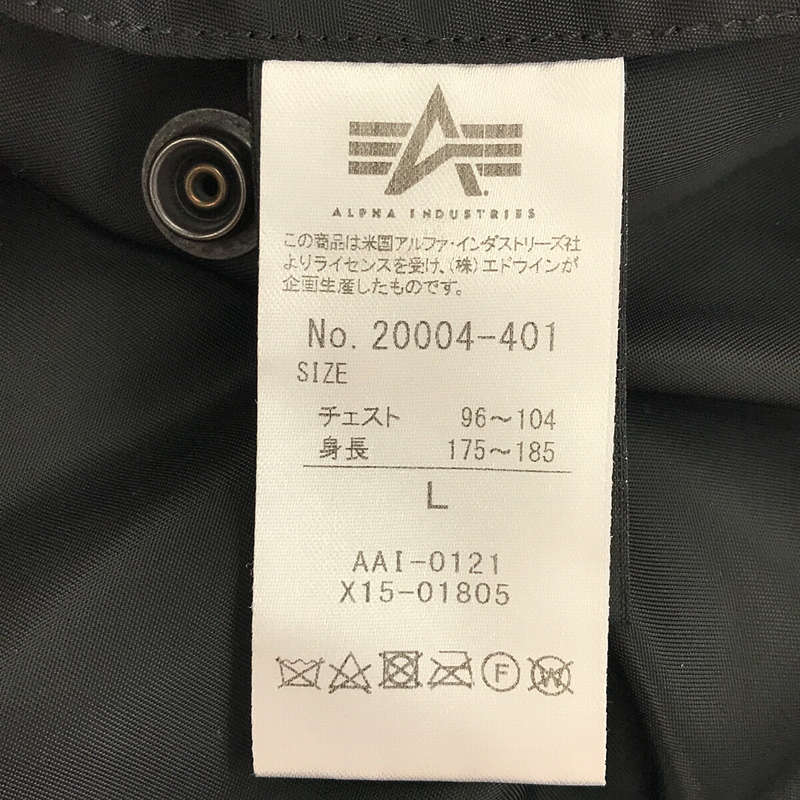 ALPHA INDUSTRIES
この商品は米国アルファ・インダストリーズ社
よりライセンスを受け、(株)エドウインが
企画生産したものです。
No. 20004-401
SIZE
チェスト 96~104
身長 175~185
L
AAI-0121
X15-01805
F W